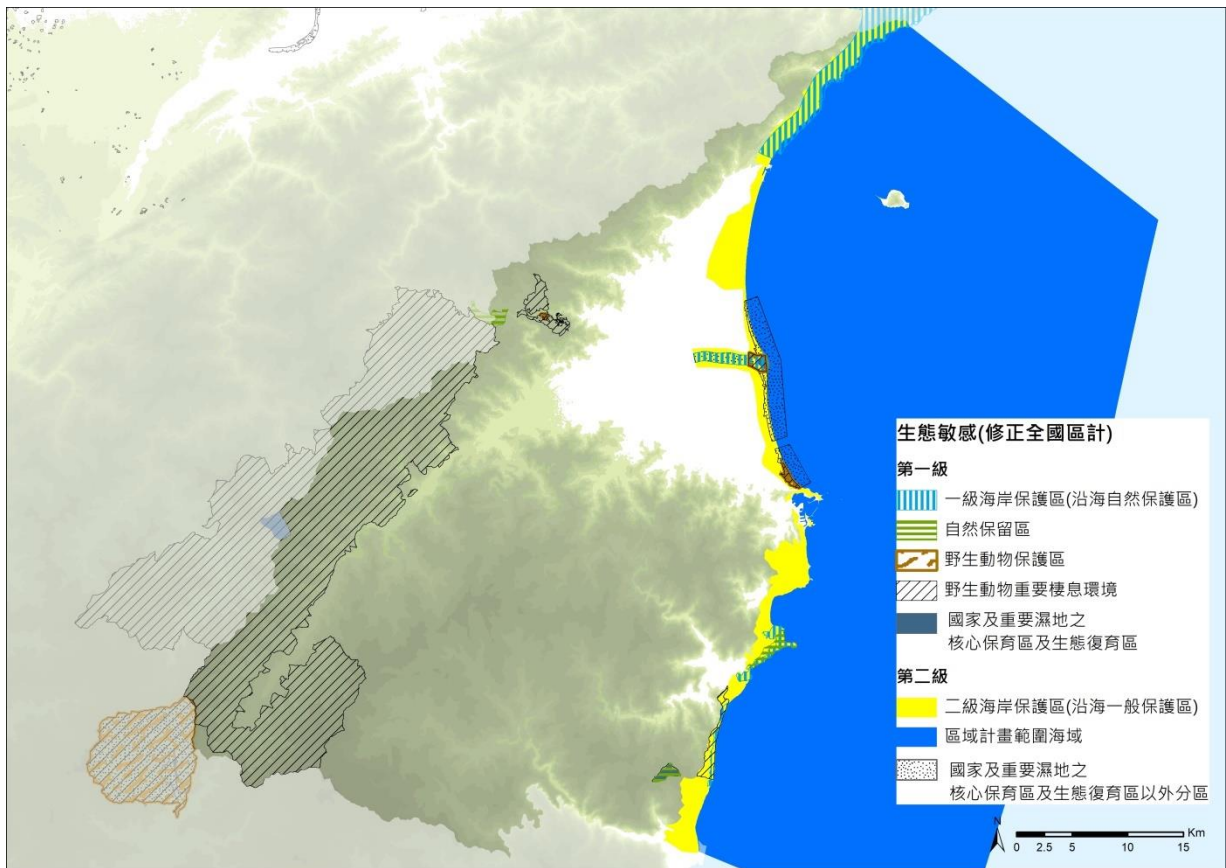 生態敏感(修正全國區計)
第一級
一級海岸保護區(沿海自然保護區)
自然保留區
野生動物保護區
野生動物重要棲息環境
國家及重要濕地之
核心保育區及生態復育區
第二級
二級海岸保護區(沿海一般保護區)
區域計畫範圍海域
國家及重要濕地之
核心保育區及生態復育區以外分區
N
Km
0 2.5 5 10 15